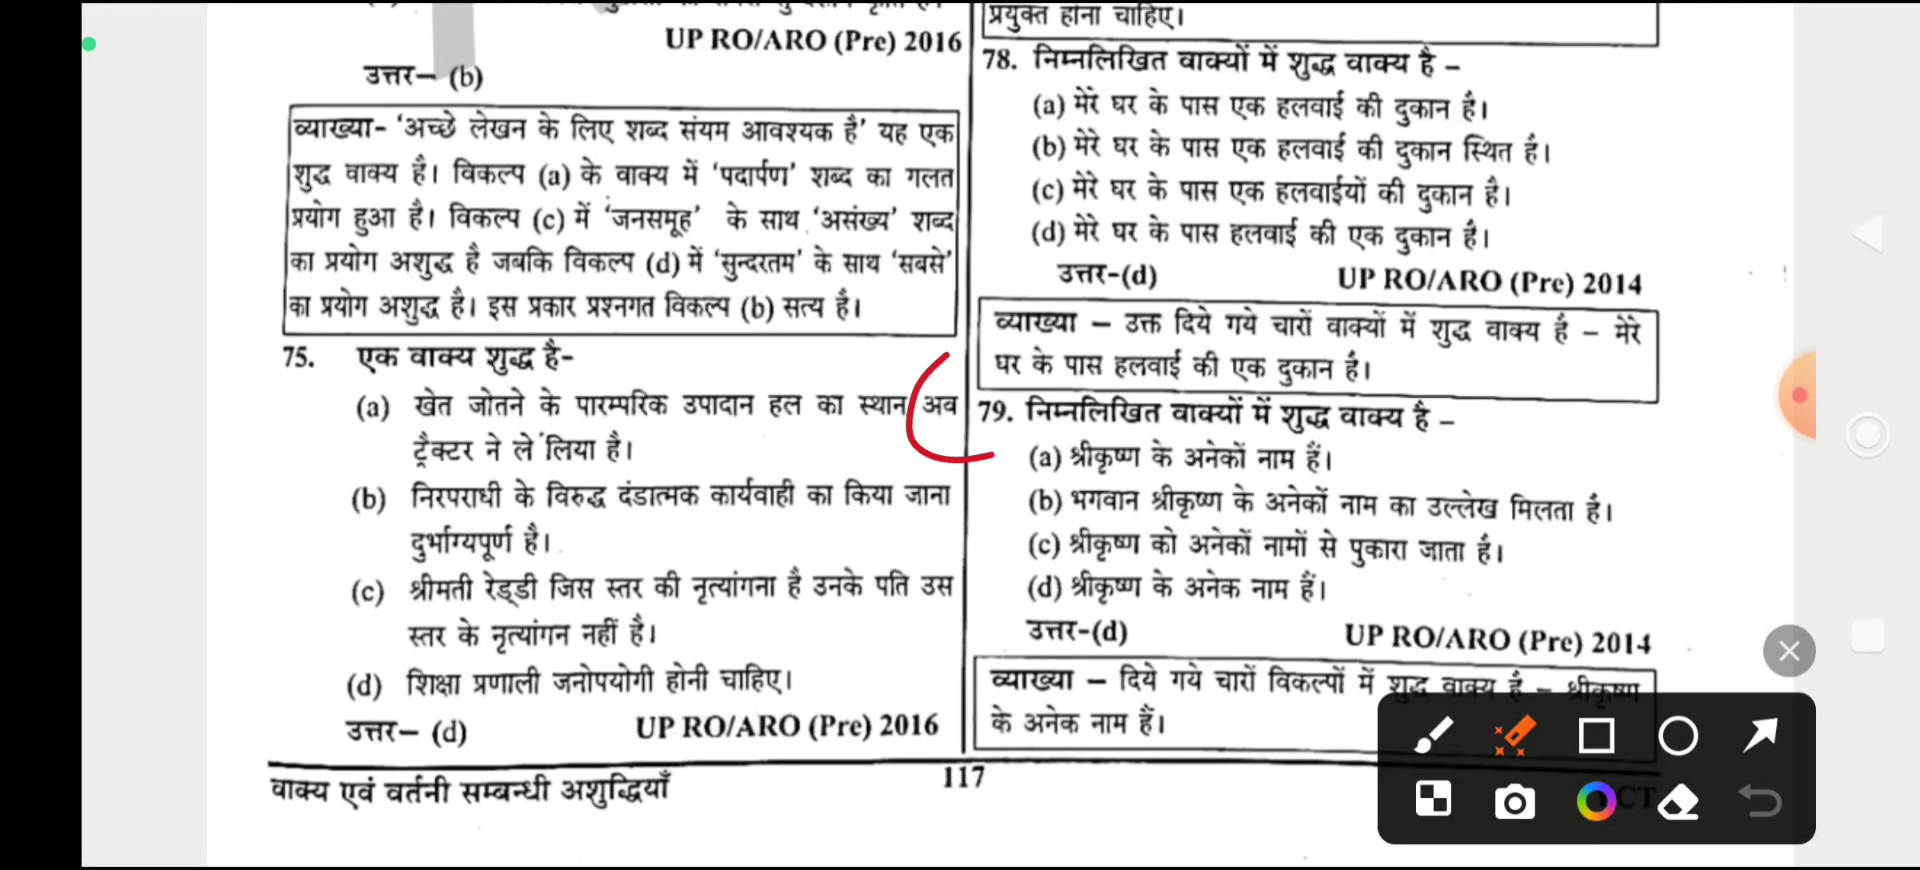 UP RO/ARO (Pre) 2016
उत्तर– (b)
व्याख्या- ‘अच्छे लेखन के लिए शब्द संयम आवश्यक है’ यह एक
शुद्ध वाक्य है। विकल्प (a) के वाक्य में ‘पदार्पण’ शब्द का गलत
प्रयोग हुआ है। विकल्प (c) में ‘जनसमूह’ के साथ ‘असंख्य’ शब्द
का प्रयोग अशुद्ध है जबकि विकल्प (d) में ‘सुन्दरतम’ के साथ ‘सबसे’
का प्रयोग अशुद्ध है। इस प्रकार प्रश्नगत विकल्प (b) सत्य है।
75. एक वाक्य शुद्ध है-
(a) खेत जोतने के पारम्परिक उपादान हल का स्थान अब
ट्रैक्टर ने ले लिया है।
(b) निरपराधी के विरुद्ध दंडात्मक कार्यवाही का किया जाना
दुर्भाग्यपूर्ण है।
(c) श्रीमती रेड्डी जिस स्तर की नृत्यांगना है उनके पति उस
स्तर के नृत्यांगन नहीं है।
(d) शिक्षा प्रणाली जनोपयोगी होनी चाहिए।
उत्तर– (d) UP RO/ARO (Pre) 2016
प्रयुक्त होना चाहिए।
78. निम्नलिखित वाक्यों में शुद्ध वाक्य है –
(a) मेरे घर के पास एक हलवाई की दुकान है।
(b) मेरे घर के पास एक हलवाई की दुकान स्थित है।
(c) मेरे घर के पास एक हलवाईयों की दुकान है।
(d) मेरे घर के पास हलवाई की एक दुकान है।
उत्तर-(d) UP RO/ARO (Pre) 2014
व्याख्या – उक्त दिये गये चारों वाक्यों में शुद्ध वाक्य है – मेरे
घर के पास हलवाई की एक दुकान है।
79. निम्नलिखित वाक्यों में शुद्ध वाक्य है –
(a) श्रीकृष्ण के अनेकों नाम हैं।
(b) भगवान श्रीकृष्ण के अनेकों नाम का उल्लेख मिलता है।
(c) श्रीकृष्ण को अनेकों नामों से पुकारा जाता है।
(d) श्रीकृष्ण के अनेक नाम हैं।
उत्तर-(d) UP RO/ARO (Pre) 2014
व्याख्या – दिये गये चारों विकल्पों में शुद्ध वाक्य है – श्रीकृष्ण
के अनेक नाम हैं।
वाक्य एवं वर्तनी सम्बन्धी अशुद्धियाँ 117